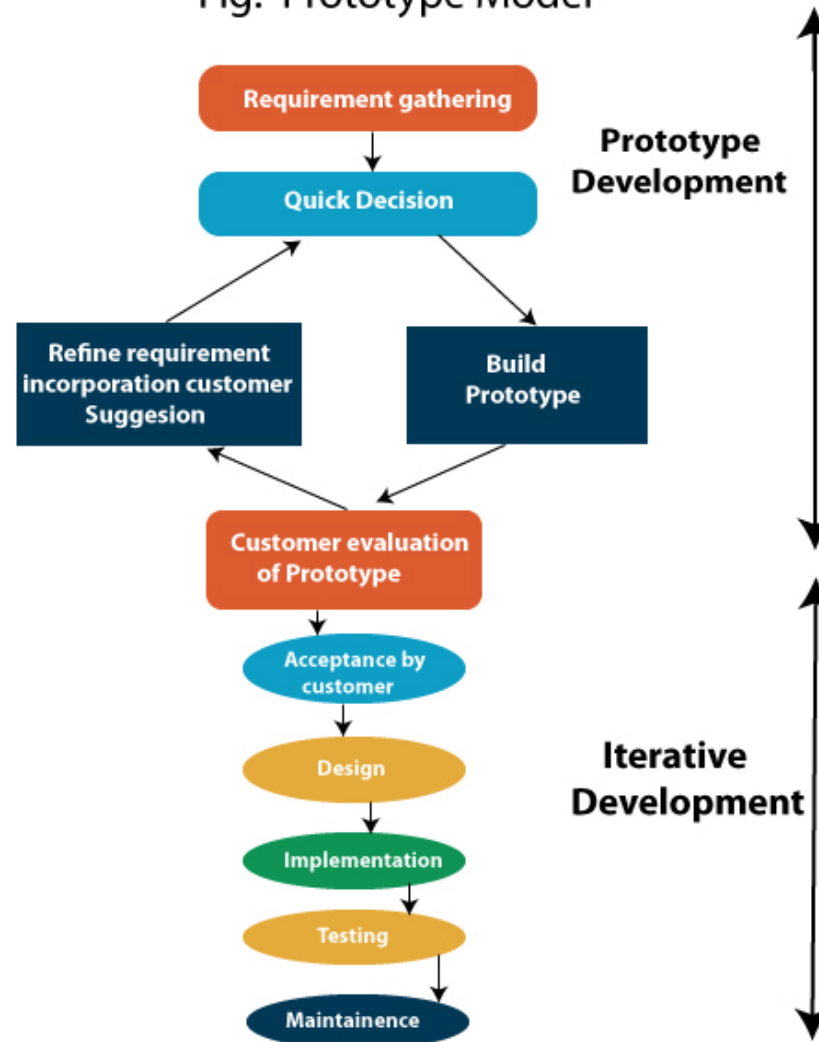 Fig. Prototype Model
Requirement gathering
Prototype
Development
Quick Decision
Refine requirement
incorporation customer
Suggesion
Build
Prototype
Customer evaluation
of Prototype
Acceptance by
customer
Iterative
Development
Design
Implementation
Testing
Maintainence